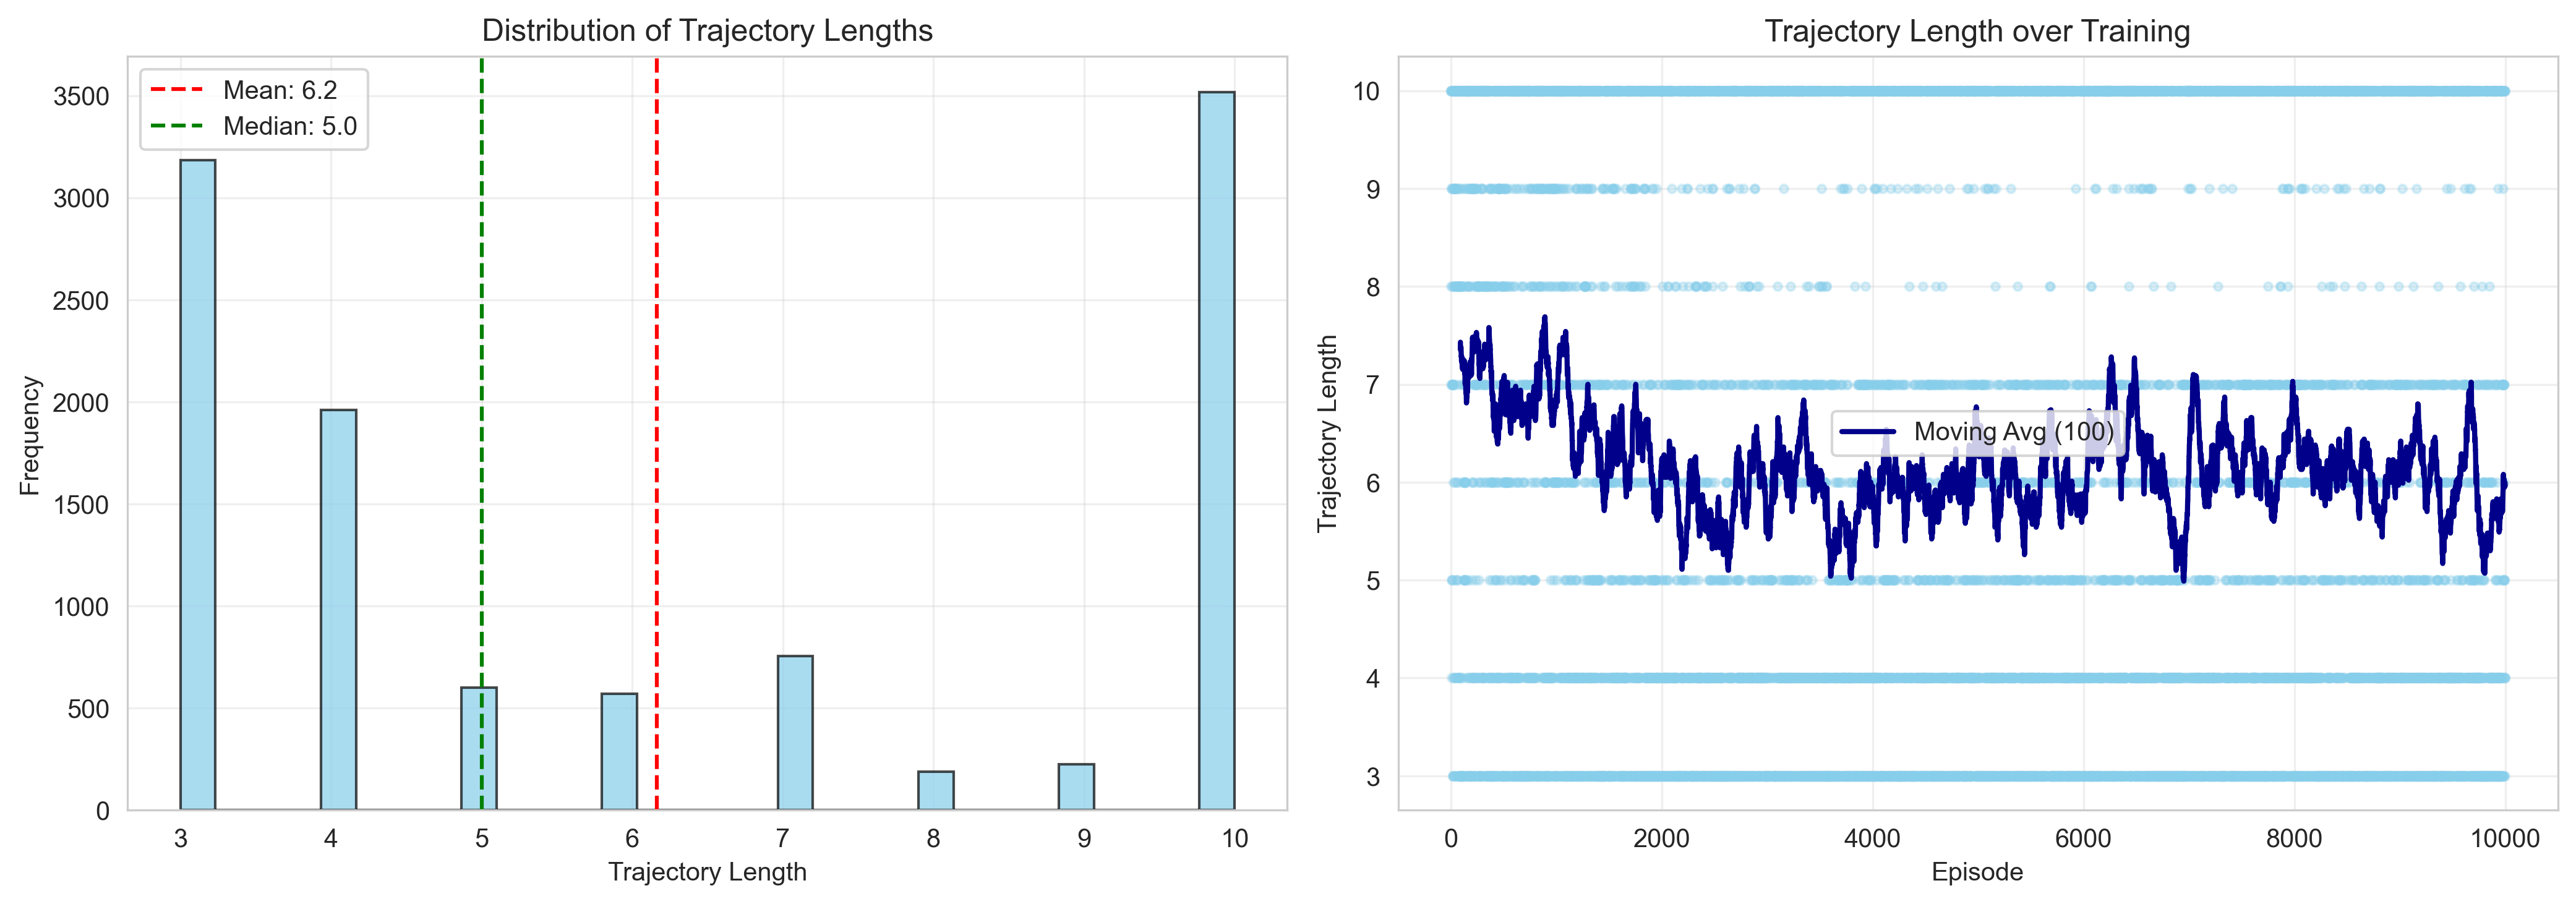 Distribution of Trajectory Lengths
Mean: 6.2
Median: 5.0
Frequency
3500
3000
2500
2000
1500
1000
500
0
3 4 5 6 7 8 9 10
Trajectory Length
Trajectory Length over Training
Moving Avg (100)
Trajectory Length
10
9
8
7
6
5
4
3
0 2000 4000 6000 8000 10000
Episode